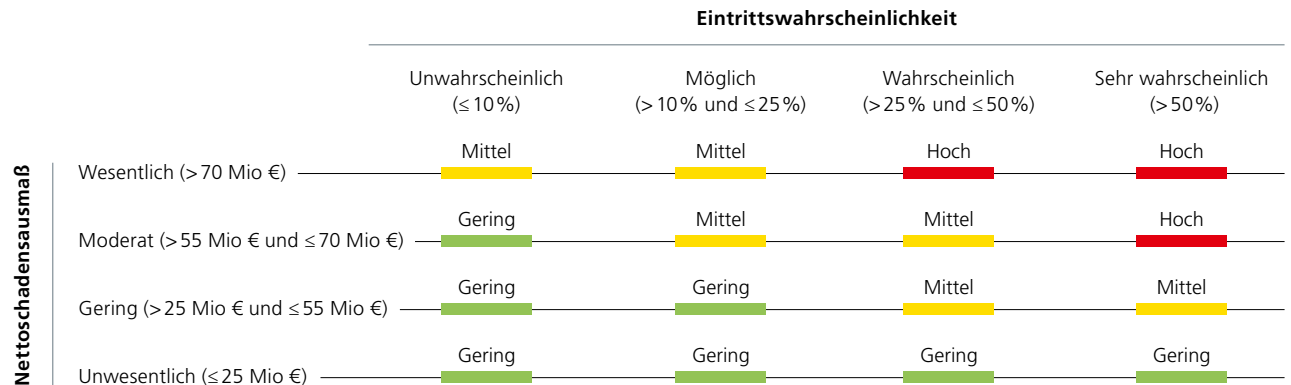 Eintrittswahrscheinlichkeit
Unwahrscheinlich Möglich Wahrscheinlich Sehr wahrscheinlich
(≤ 10 %) (> 10 % und ≤ 25 %) (> 25 % und ≤ 50 %) (> 50 %)
Nettoschadensausmaß
Mittel Mittel Hoch Hoch
Wesentlich (> 70 Mio €)
Gering Mittel Mittel Hoch
Moderat (> 55 Mio € und ≤ 70 Mio €)
Gering Gering Mittel Mittel
Gering (> 25 Mio € und ≤ 55 Mio €)
Gering Gering Gering Gering
Unwesentlich (≤ 25 Mio €)